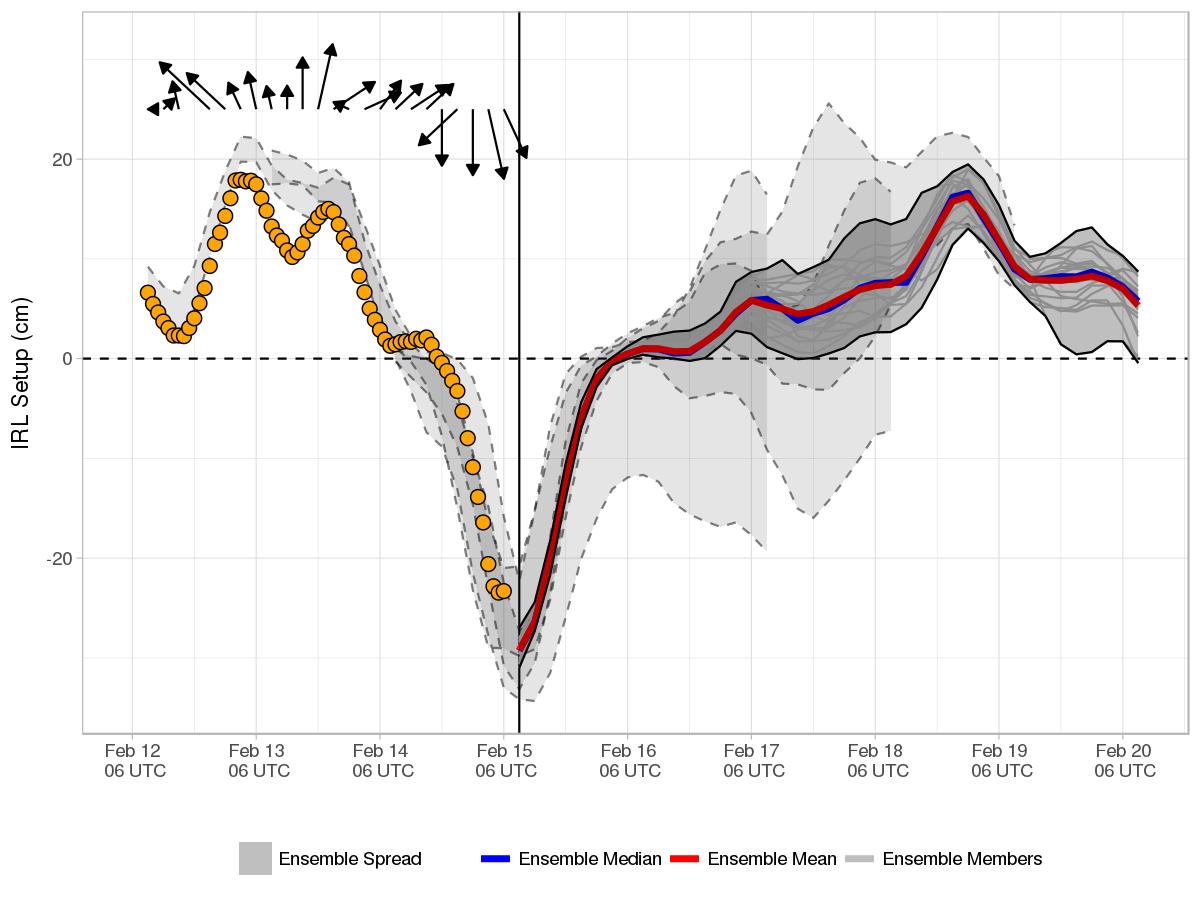 IRL Setup (cm)
20
0
-20
Feb 12
06 UTC
Feb 13
06 UTC
Feb 14
06 UTC
Feb 15
06 UTC
Feb 16
06 UTC
Feb 17
06 UTC
Feb 18
06 UTC
Feb 19
06 UTC
Feb 20
06 UTC
Ensemble Spread
Ensemble Median
Ensemble Mean
Ensemble Members